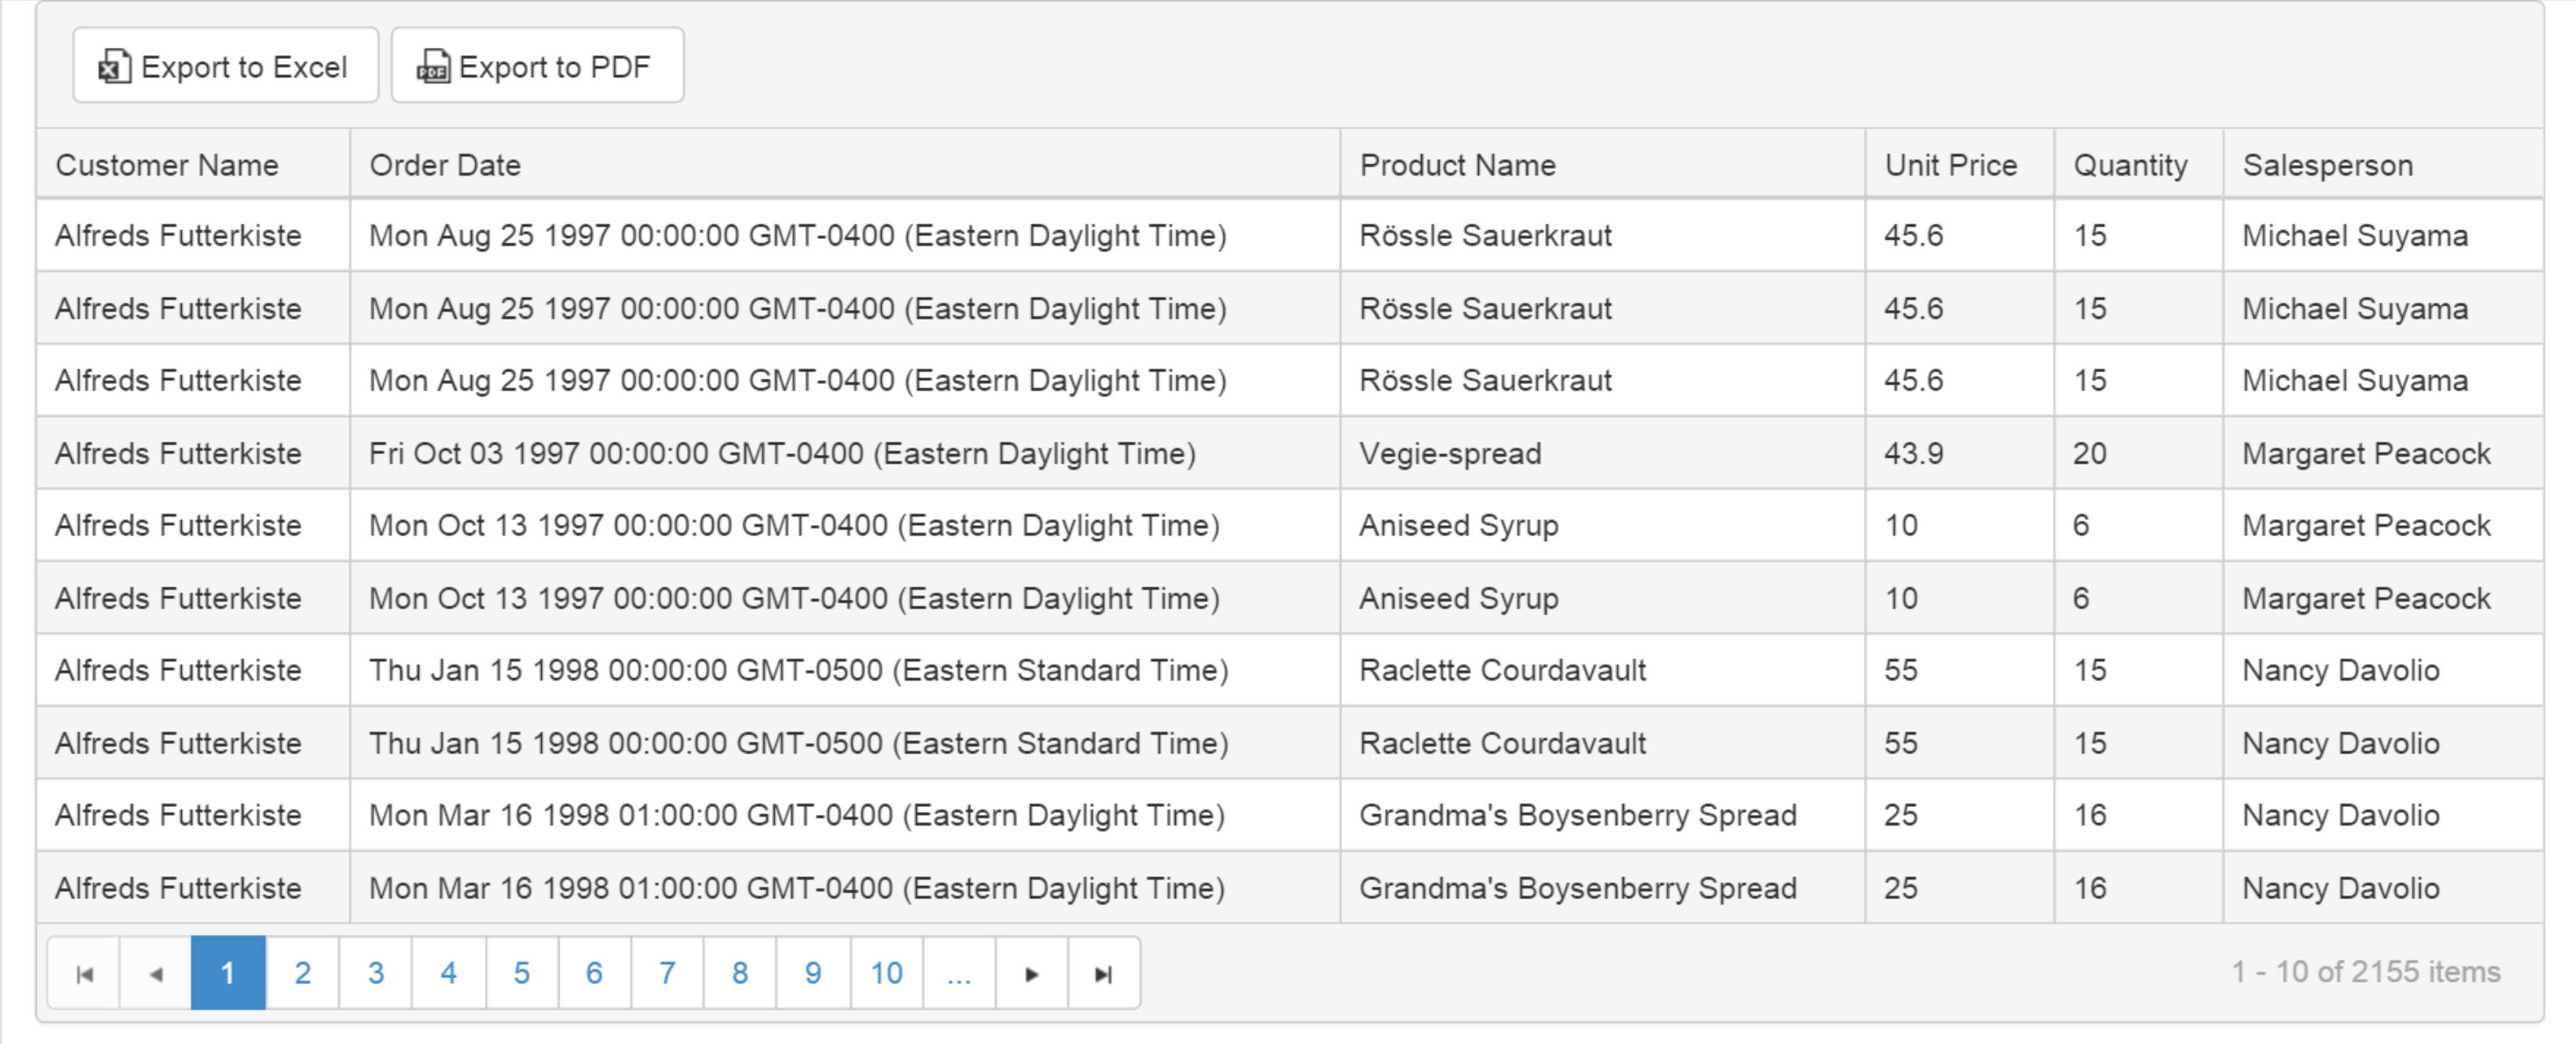 Export to Excel Export to PDF
Customer Name Order Date Product Name Unit Price Quantity Salesperson
Alfreds Futterkiste Mon Aug 25 1997 00:00:00 GMT-0400 (Eastern Daylight Time) Rössle Sauerkraut 45.6 15 Michael Suyama
Alfreds Futterkiste Mon Aug 25 1997 00:00:00 GMT-0400 (Eastern Daylight Time) Rössle Sauerkraut 45.6 15 Michael Suyama
Alfreds Futterkiste Mon Aug 25 1997 00:00:00 GMT-0400 (Eastern Daylight Time) Rössle Sauerkraut 45.6 15 Michael Suyama
Alfreds Futterkiste Fri Oct 03 1997 00:00:00 GMT-0400 (Eastern Daylight Time) Vegie-spread 43.9 20 Margaret Peacock
Alfreds Futterkiste Mon Oct 13 1997 00:00:00 GMT-0400 (Eastern Daylight Time) Aniseed Syrup 10 6 Margaret Peacock
Alfreds Futterkiste Mon Oct 13 1997 00:00:00 GMT-0400 (Eastern Daylight Time) Aniseed Syrup 10 6 Margaret Peacock
Alfreds Futterkiste Thu Jan 15 1998 00:00:00 GMT-0500 (Eastern Standard Time) Raclette Courdavault 55 15 Nancy Davolio
Alfreds Futterkiste Thu Jan 15 1998 00:00:00 GMT-0500 (Eastern Standard Time) Raclette Courdavault 55 15 Nancy Davolio
Alfreds Futterkiste Mon Mar 16 1998 01:00:00 GMT-0400 (Eastern Daylight Time) Grandma's Boysenberry Spread 25 16 Nancy Davolio
Alfreds Futterkiste Mon Mar 16 1998 01:00:00 GMT-0400 (Eastern Daylight Time) Grandma's Boysenberry Spread 25 16 Nancy Davolio
1 2 3 4 5 6 7 8 9 10 ... 1 - 10 of 2155 items